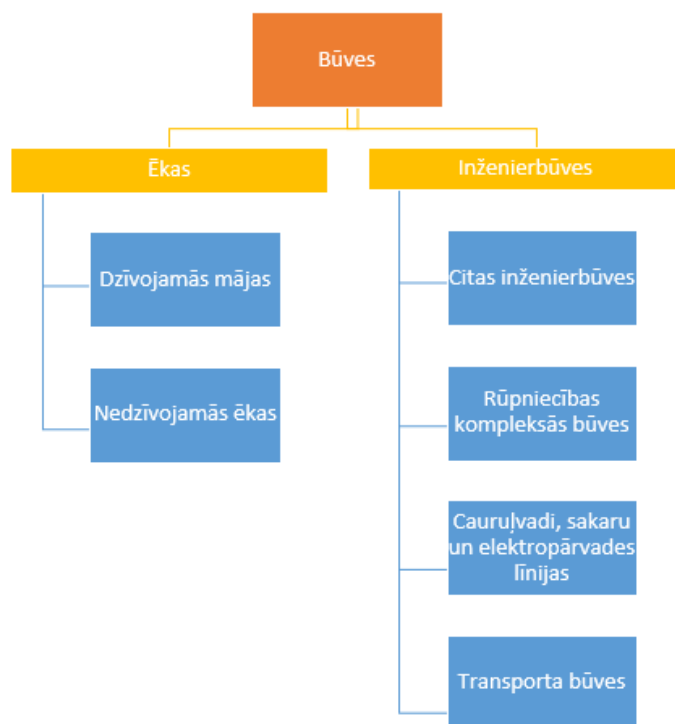 Būves
Ēkas
Dzīvojamās mājas
Nedzīvojamās ēkas
Inženierbūves
Citas inženierbūves
Rūpniecības
kompleksās būves
Cauruļvadi, sakaru
un elektropārvades
līnijas
Transporta būves